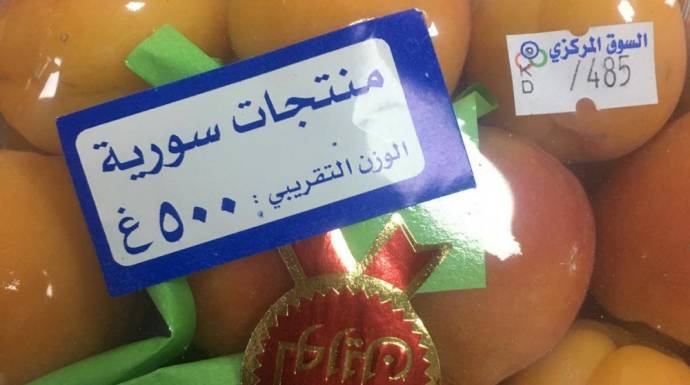 منتجات سورية
الوزن التقريبي :
٥٠٠ غ
السوق المركزي
KD
/485